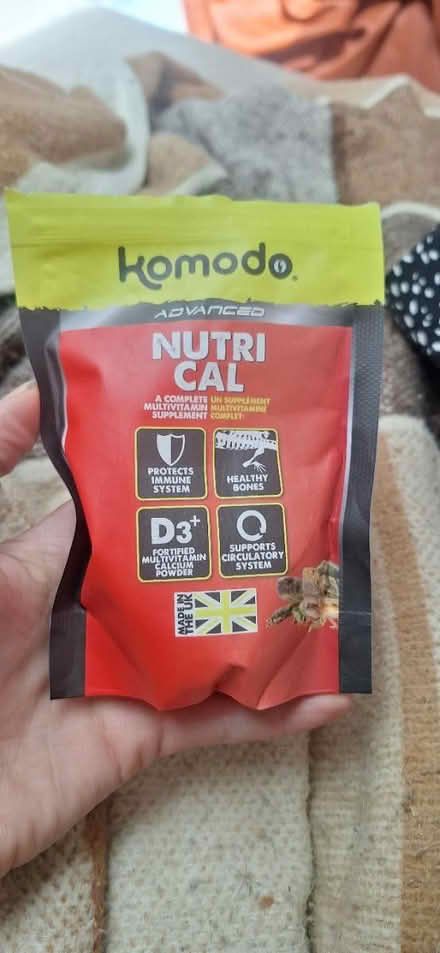 komodo
ADVANCED
NUTRI
CAL
A COMPLETE
MULTIVITAMIN
SUPPLEMENT
UN SUPPLÉMENT
MULTIVITAMINÉ
COMPLET
PROTECTS
IMMUNE
SYSTEM
HEALTHY
BONES
D3+
FORTIFIED
MULTIVITAMIN
CALCIUM
POWDER
SUPPORTS
CIRCULATORY
SYSTEM
MADE IN
THE UK